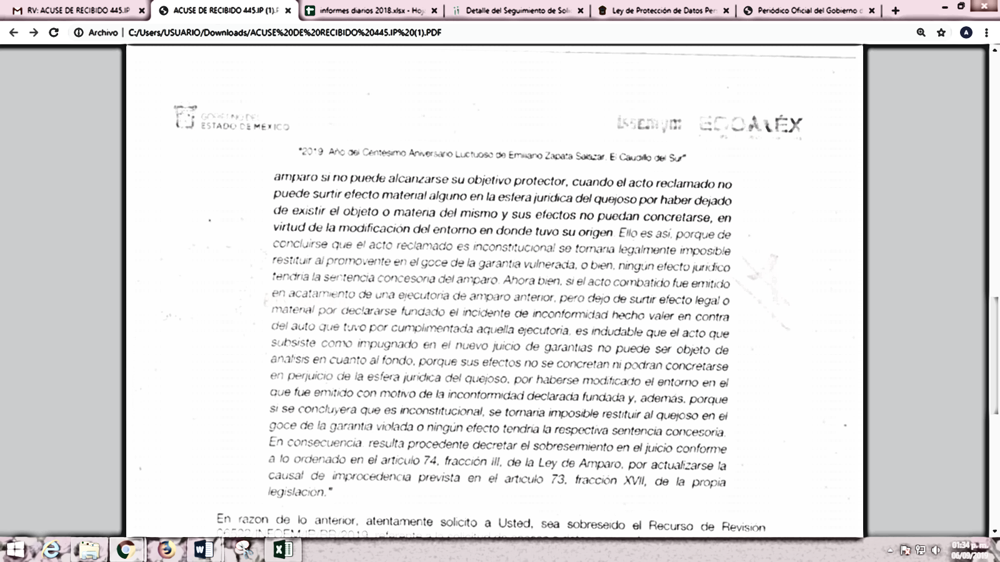 RV: ACUSE DE RECIBIDO 445.IP
ACUSE DE RECIBIDO 445.IP (1).P
informes diarios 2018.xlsx - Hoj
Detalle del Seguimiento de Soli
Ley de Protección de Datos Per
Periódico Oficial del Gobierno d
Archivo | C:/Users/USUARIO/Downloads/ACUSE%20DE%20RECIBIDO%20445.IP%20(1).PDF
GOBIERNO DEL
ESTADO DE MÉXICO
issemym EDOMÉX
"2019. Año del Centésimo Aniversario Luctuoso de Emiliano Zapata Salazar. El Caudillo del Sur"
amparo si no puede alcanzarse su objetivo protector, cuando el acto reclamado no
puede surtir efecto material alguno en la esfera jurídica del quejoso por haber dejado
de existir el objeto o materia del mismo y sus efectos no puedan concretarse, en
virtud de la modificación del entorno en donde tuvo su origen. Ello es así, porque de
concluirse que el acto reclamado es inconstitucional se tornaría legalmente imposible
restituir al promovente en el goce de la garantía vulnerada, o bien, ningún efecto jurídico
tendría la sentencia concesoria del amparo. Ahora bien, si el acto combatido fue emitido
en acatamiento de una ejecutoria de amparo anterior, pero dejó de surtir efecto legal o
material por declararse fundado el incidente de inconformidad hecho valer en contra
del auto que tuvo por cumplimentada aquella ejecutoria, es indudable que el acto que
subsiste como impugnado en el nuevo juicio de garantías no puede ser objeto de
análisis en cuanto al fondo, porque sus efectos no se concretan ni podrán concretarse
en perjuicio de la esfera jurídica del quejoso, por haberse modificado el entorno en el
que fue emitido con motivo de la inconformidad declarada fundada y, además, porque
si se concluyera que es inconstitucional, se tornaría imposible restituir al quejoso en el
goce de la garantía violada o ningún efecto tendría la respectiva sentencia concesoria.
En consecuencia, resulta procedente decretar el sobreseimiento en el juicio conforme
a lo ordenado en el artículo 74, fracción III, de la Ley de Amparo, por actualizarse la
causal de improcedencia prevista en el artículo 73, fracción XVII, de la propia
legislación."
En razón de lo anterior, atentamente solicito a Usted, sea sobreseído el Recurso de Revisión
01:34 p. m.
06/09/2019